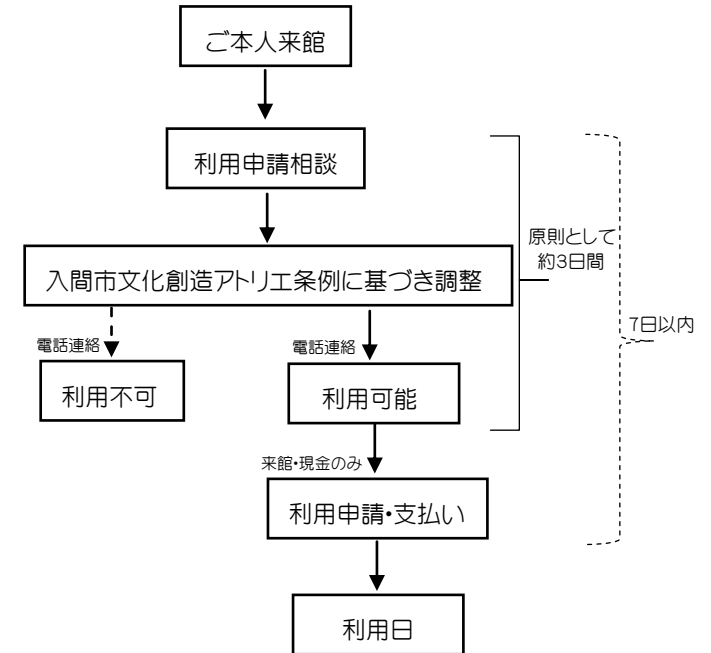 ご本人来館
利用申請相談
原則として
約3日間
入間市文化創造アトリエ条例に基づき調整
7日以内
電話連絡
電話連絡
利用不可
利用可能
来館・現金のみ
利用申請・支払い
利用日